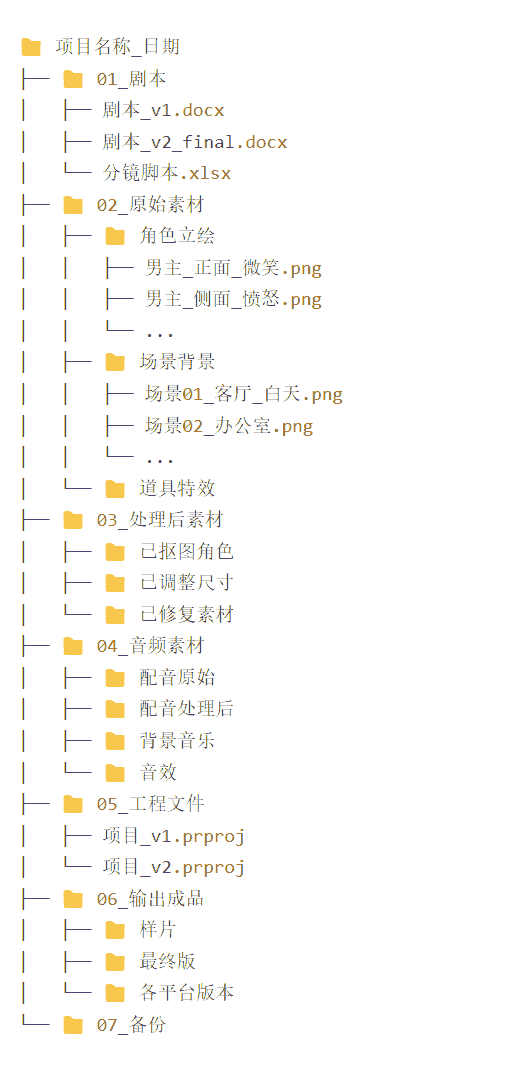 📁 项目名称_日期
├── 📁 01_剧本
│   ├── 剧本_v1.docx
│   ├── 剧本_v2_final.docx
│   └── 分镜脚本.xlsx
├── 📁 02_原始素材
│   ├── 📁 角色立绘
│   │   ├── 男主_正面_微笑.png
│   │   ├── 男主_侧面_愤怒.png
│   │   └── ...
│   ├── 📁 场景背景
│   │   ├── 场景01_客厅_白天.png
│   │   ├── 场景02_办公室.png
│   │   └── ...
│   └── 📁 道具特效
├── 📁 03_处理后素材
│   ├── 📁 已抠图角色
│   ├── 📁 已调整尺寸
│   └── 📁 已修复素材
├── 📁 04_音频素材
│   ├── 📁 配音原始
│   ├── 📁 配音处理后
│   ├── 📁 背景音乐
│   └── 📁 音效
├── 📁 05_工程文件
│   ├── 项目_v1.prproj
│   └── 项目_v2.prproj
├── 📁 06_输出成品
│   ├── 📁 样片
│   ├── 📁 最终版
│   └── 📁 各平台版本
└── 📁 07_备份